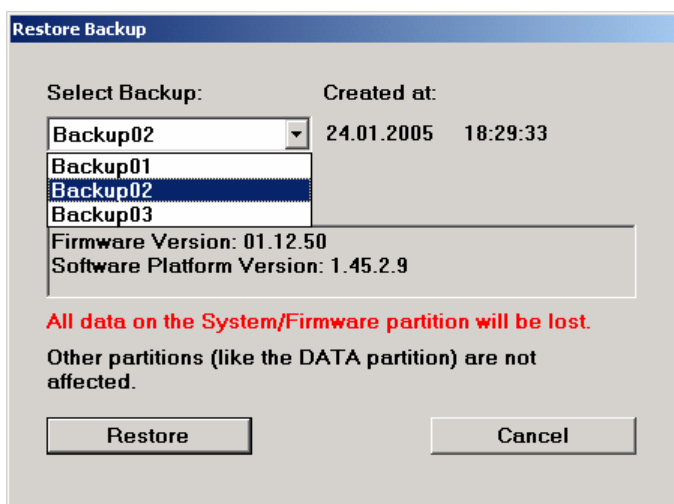 Restore Backup
Select Backup: Created at:
Backup02 24.01.2005 18:29:33
Backup01
Backup02
Backup03
Firmware Version: 01.12.50
Software Platform Version: 1.45.2.9
All data on the System/Firmware partition will be lost.
Other partitions (like the DATA partition) are not
affected.
Restore Cancel